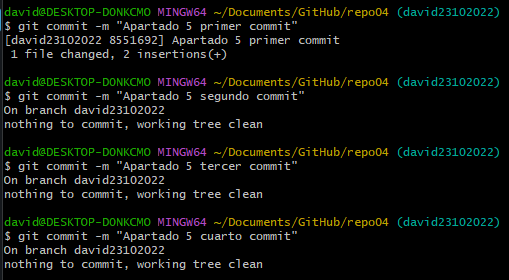 david@DESKTOP-DONKCMO MINGW64 ~/Documents/GitHub/repo04 (david23102022)
$ git commit -m "Apartado 5 primer commit"
[david23102022 8551692] Apartado 5 primer commit
 1 file changed, 2 insertions(+)
david@DESKTOP-DONKCMO MINGW64 ~/Documents/GitHub/repo04 (david23102022)
$ git commit -m "Apartado 5 segundo commit"
On branch david23102022
nothing to commit, working tree clean
david@DESKTOP-DONKCMO MINGW64 ~/Documents/GitHub/repo04 (david23102022)
$ git commit -m "Apartado 5 tercer commit"
On branch david23102022
nothing to commit, working tree clean
david@DESKTOP-DONKCMO MINGW64 ~/Documents/GitHub/repo04 (david23102022)
$ git commit -m "Apartado 5 cuarto commit"
On branch david23102022
nothing to commit, working tree clean